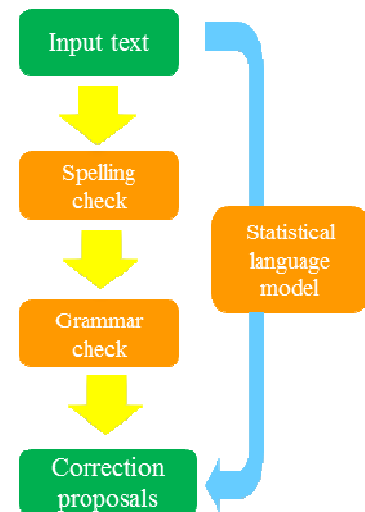 Input text
Spelling
check
Statistical
language
model
Grammar
check
Correction
proposals